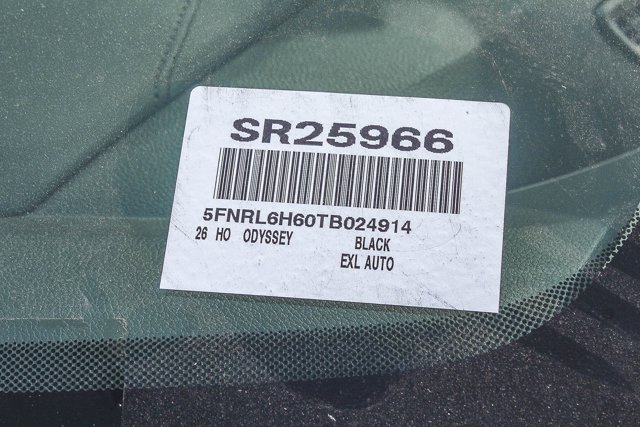 SR25966
5FNRL6H60TB024914
26 HO ODYSSEY BLACK
EXL AUTO